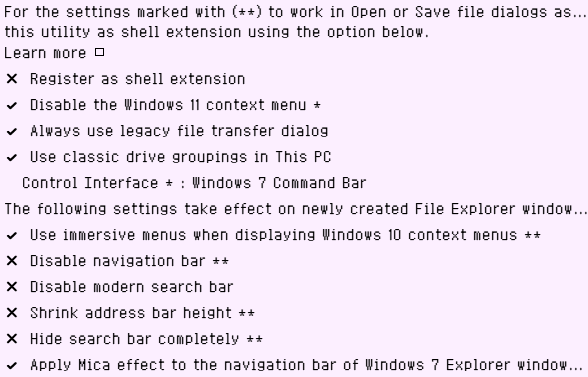 For the settings marked with (**) to work in Open or Save file dialogs as...
this utility as shell extension using the option below.
Learn more
Register as shell extension
Disable the Windows 11 context menu *
Always use legacy file transfer dialog
Use classic drive groupings in This PC
Control Interface * : Windows 7 Command Bar
The following settings take effect on newly created File Explorer window...
Use immersive menus when displaying Windows 10 context menus **
Disable navigation bar **
Disable modern search bar
Shrink address bar height **
Hide search bar completely **
Apply Mica effect to the navigation bar of Windows 7 Explorer window...